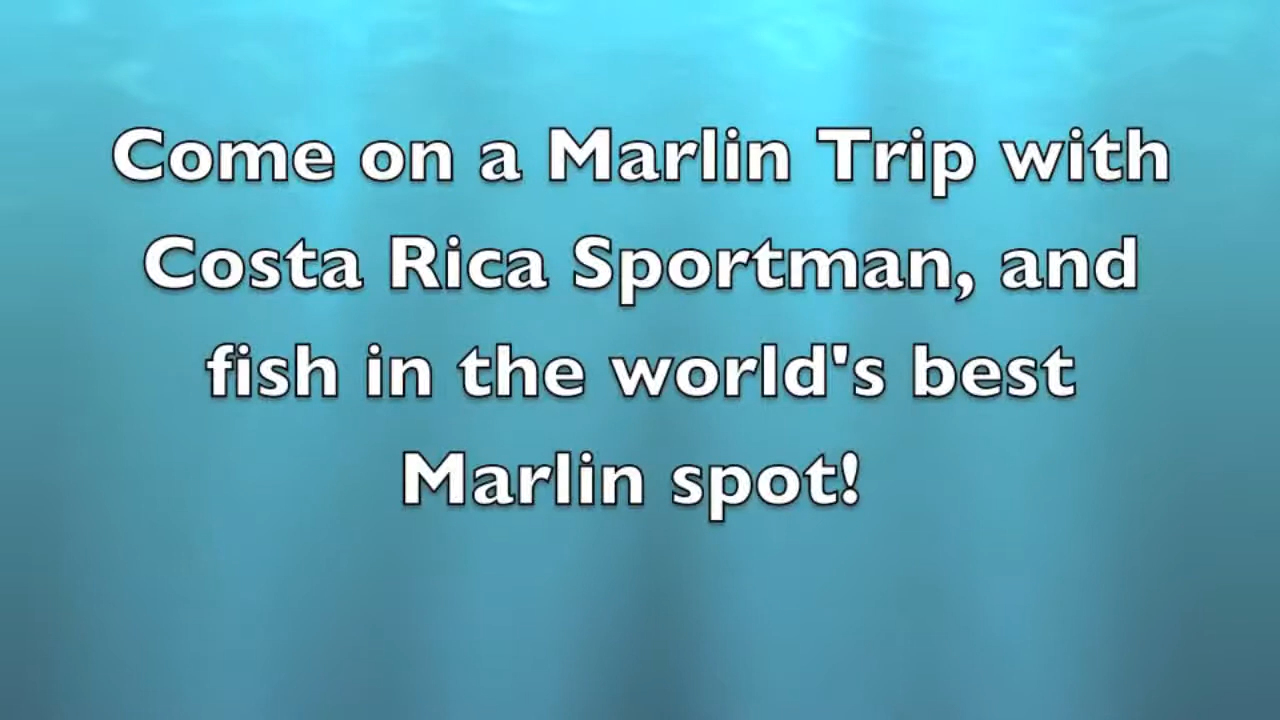 Come on a Marlin Trip with
Costa Rica Sportman, and
fish in the world's best
Marlin spot!